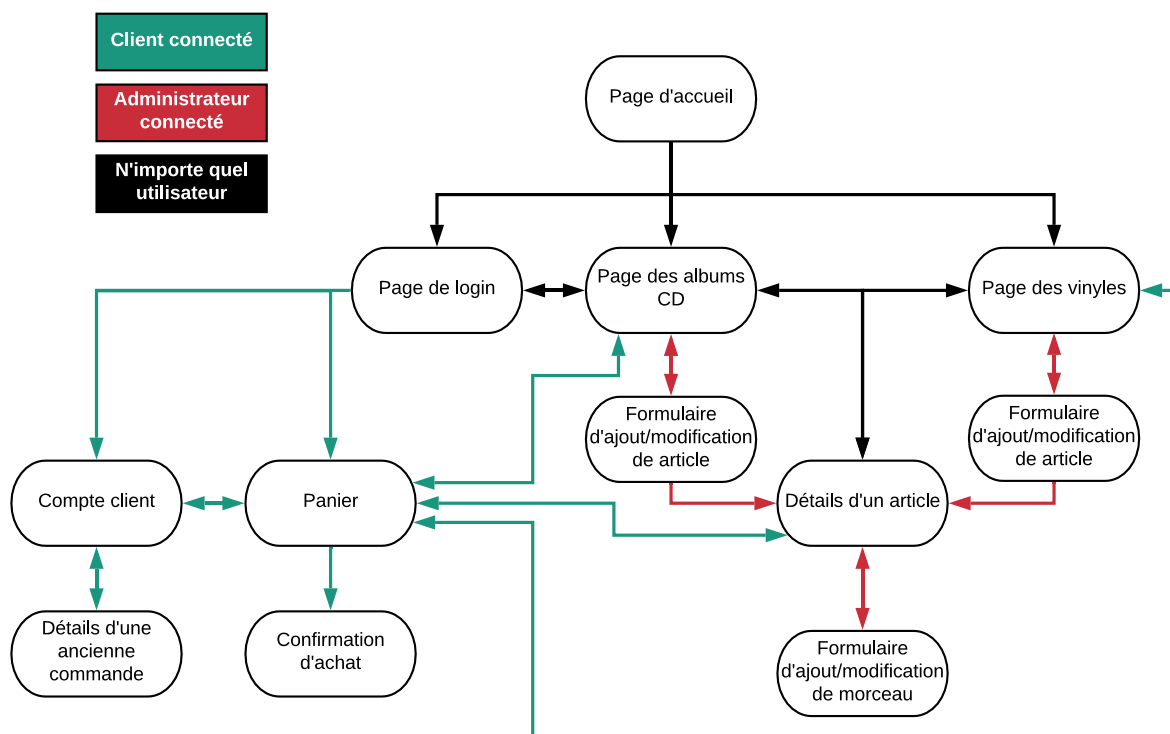 Client connecté
Administrateur
connecté
N'importe quel
utilisateur
Page d'accueil
Page de login
Page des albums
CD
Page des vinyles
Formulaire
d'ajout/modification
de article
Formulaire
d'ajout/modification
de article
Compte client
Panier
Détails d'un article
Détails d'une
ancienne
commande
Confirmation
d'achat
Formulaire
d'ajout/modification
de morceau